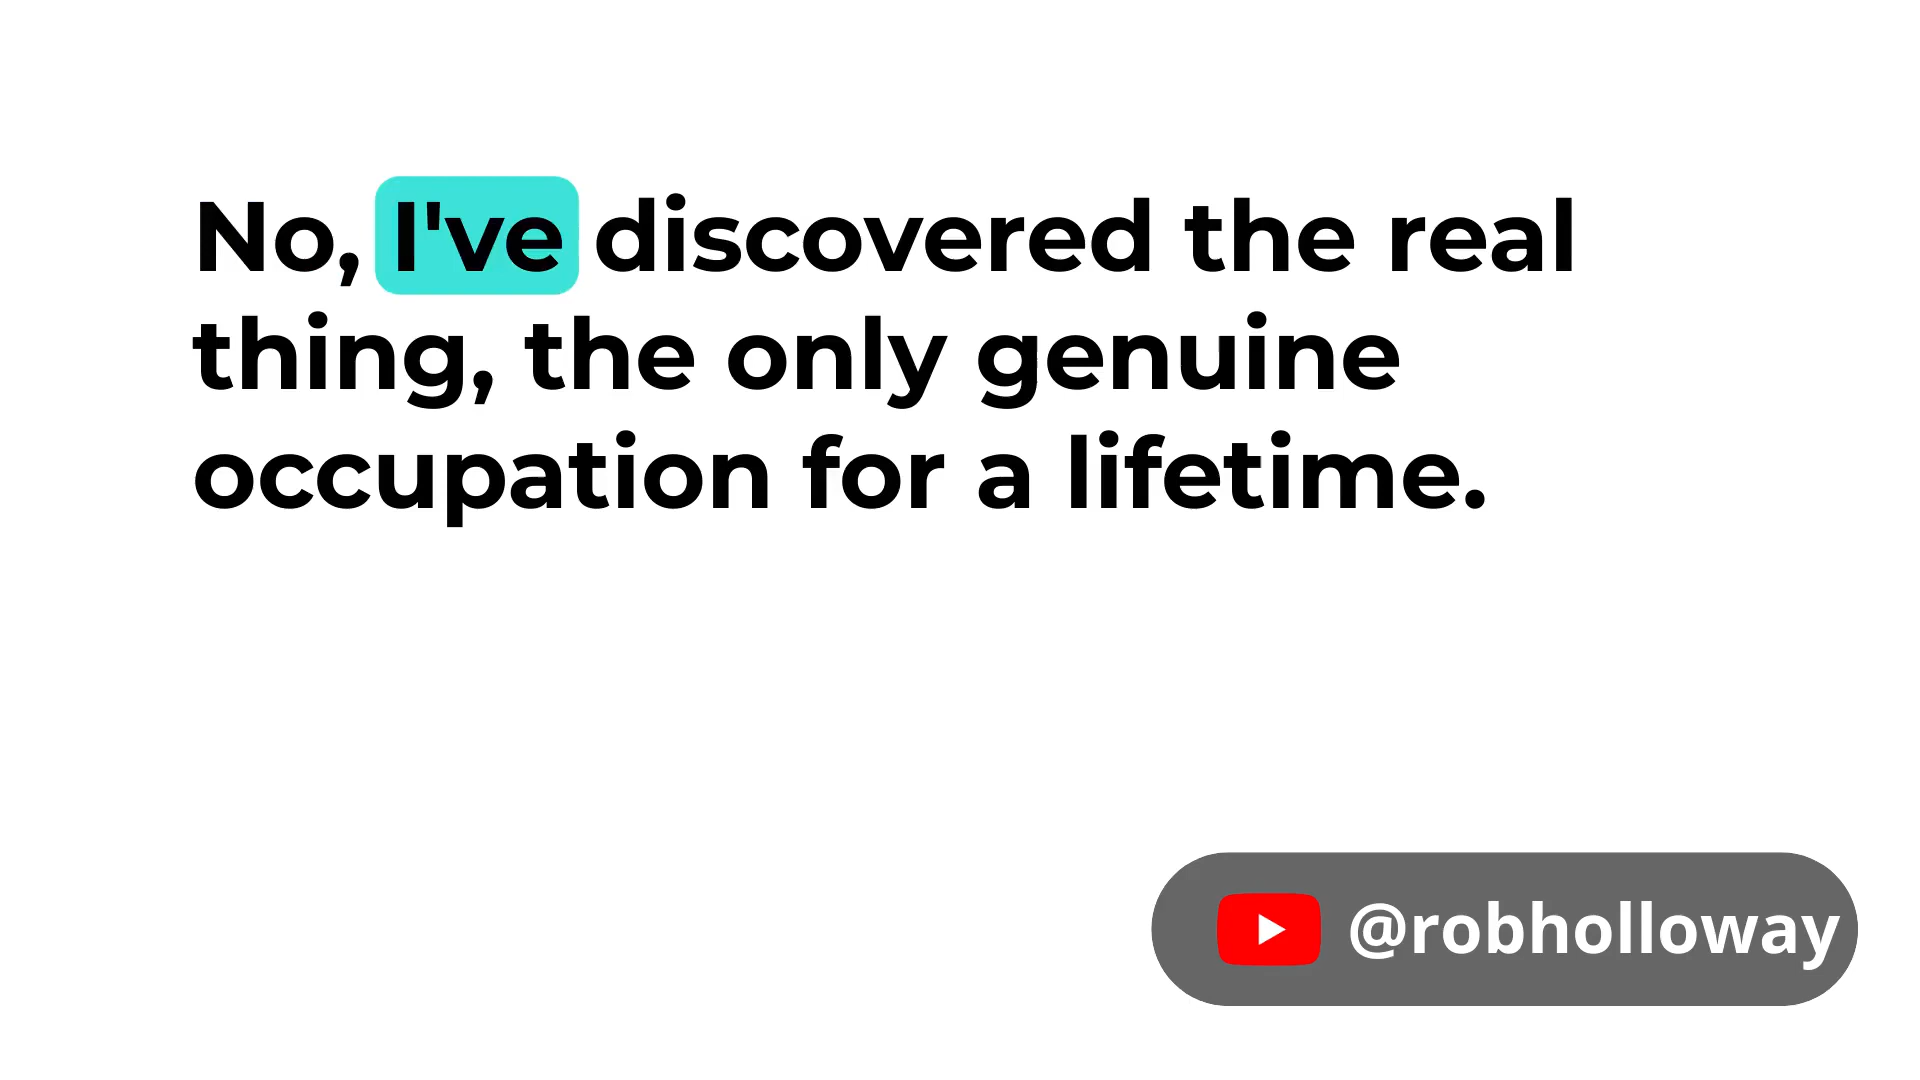 No, I've discovered the real
thing, the only genuine
occupation for a lifetime.
@robholloway